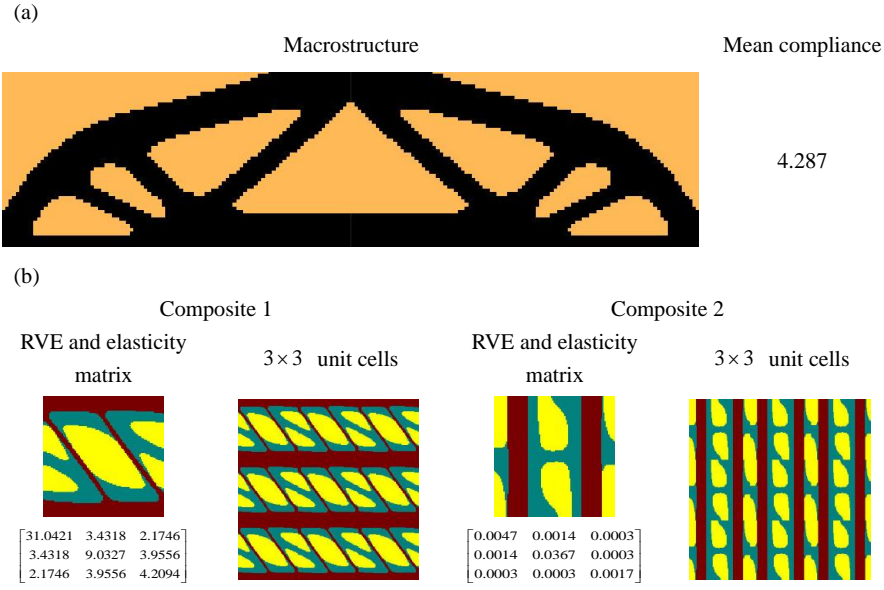 (a)
Macrostructure Mean compliance
4.287
(b)
Composite 1 Composite 2
RVE and elasticity matrix 3 × 3 unit cells RVE and elasticity matrix 3 × 3 unit cells
31.0421 3.4318 2.1746
3.4318 9.0327 3.9556
2.1746 3.9556 4.2094
0.0047 0.0014 0.0003
0.0014 0.0367 0.0003
0.0003 0.0003 0.0017